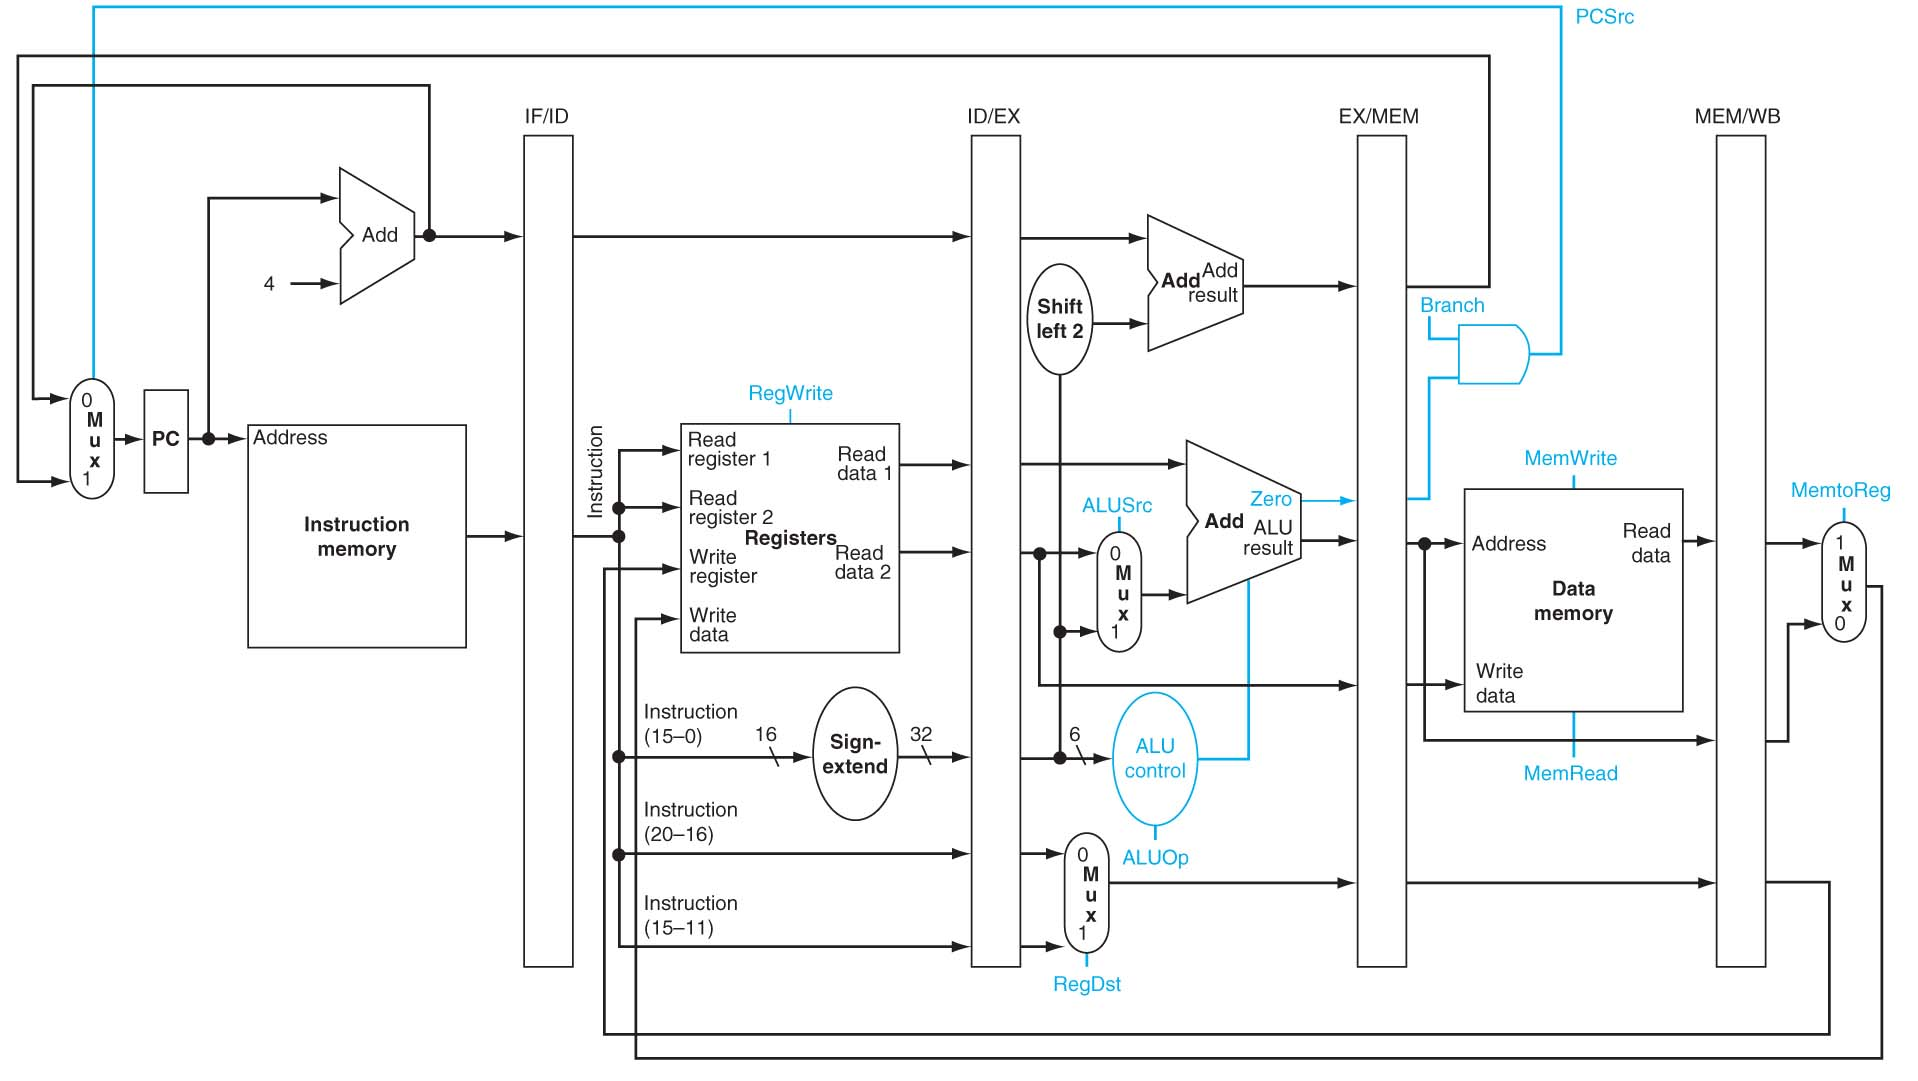 PCSrc
IF/ID
ID/EX
EX/MEM
MEM/WB
Add
4
Add
Add
result
Shift
left 2
Branch
0
M
u
x
1
PC
Address
Instruction
memory
Instruction
RegWrite
Read
register 1
Read
register 2
Write
register
Write
data
Registers
Read
data 1
Read
data 2
ALUSrc
0
M
u
x
1
Zero
Add
ALU
result
MemWrite
Address
Read
data
Data
memory
Write
data
MemRead
MemtoReg
1
M
u
x
0
Instruction
(15–0)
16
Sign-
extend
32
6
ALU
control
ALUOp
Instruction
(20–16)
Instruction
(15–11)
0
M
u
x
1
RegDst